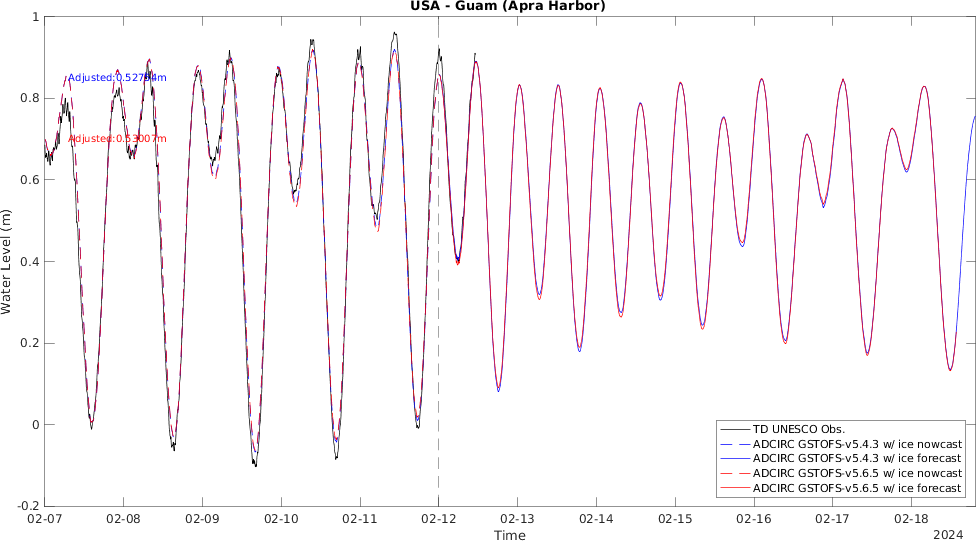 USA - Guam (Apra Harbor)
1
0.8
0.6
0.4
0.2
0
-0.2
Water Level (m)
Adjusted:0.52794m
Adjusted:0.53007m
TD UNESCO Obs.
ADCIRC GSTOFS-v5.4.3 w/ ice nowcast
ADCIRC GSTOFS-v5.4.3 w/ ice forecast
ADCIRC GSTOFS-v5.6.5 w/ ice nowcast
ADCIRC GSTOFS-v5.6.5 w/ ice forecast
02-07 02-08 02-09 02-10 02-11 02-12 02-13 02-14 02-15 02-16 02-17 02-18
Time
2024